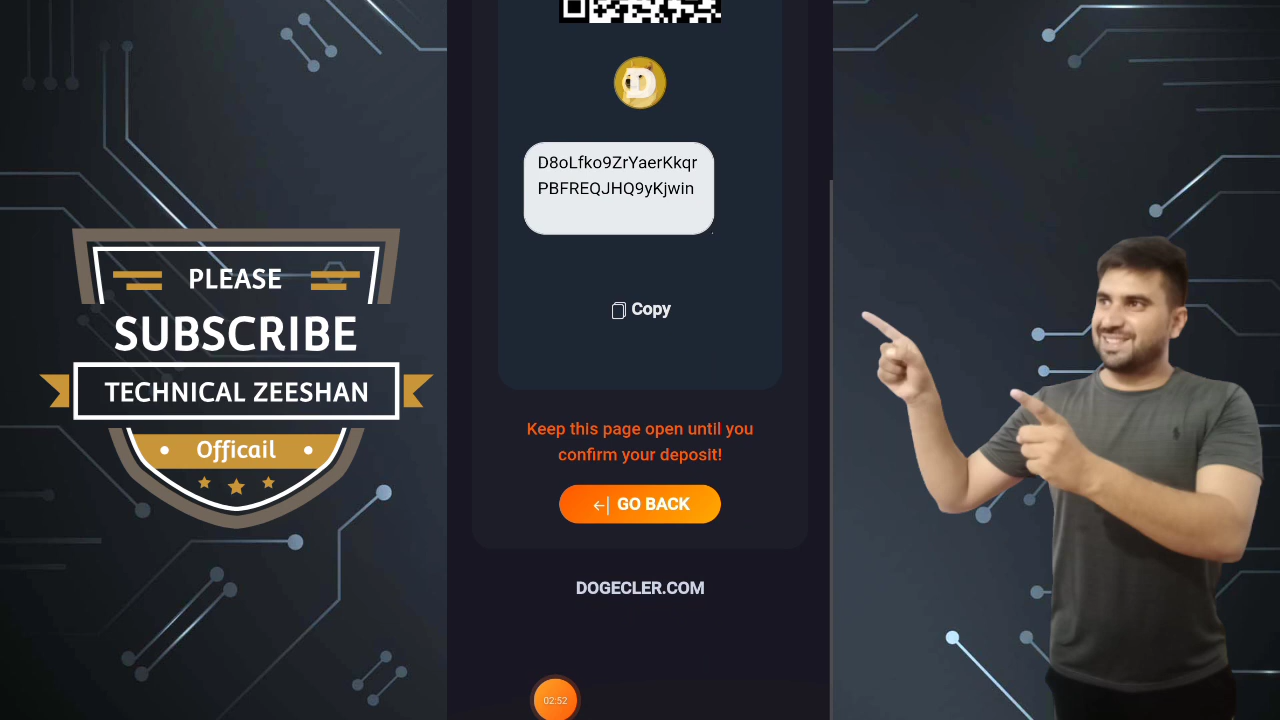 PLEASE
SUBSCRIBE
TECHNICAL ZEESHAN
Officail
D
D8oLfko9ZrYaerKkqr
PBFREQJHQ9yKjwin
Copy
Keep this page open until you
confirm your deposit!
GO BACK
DOGECLER.COM
02:52